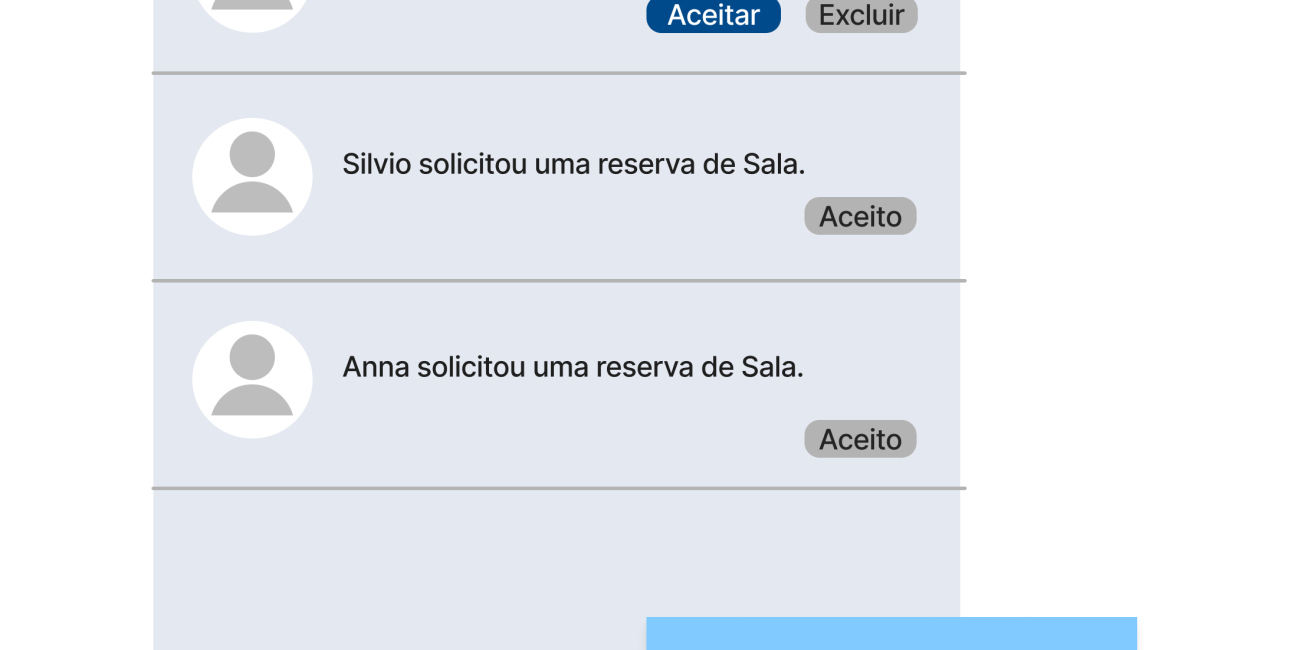 Aceitar Excluir
Silvio solicitou uma reserva de Sala.
Aceito
Anna solicitou uma reserva de Sala.
Aceito